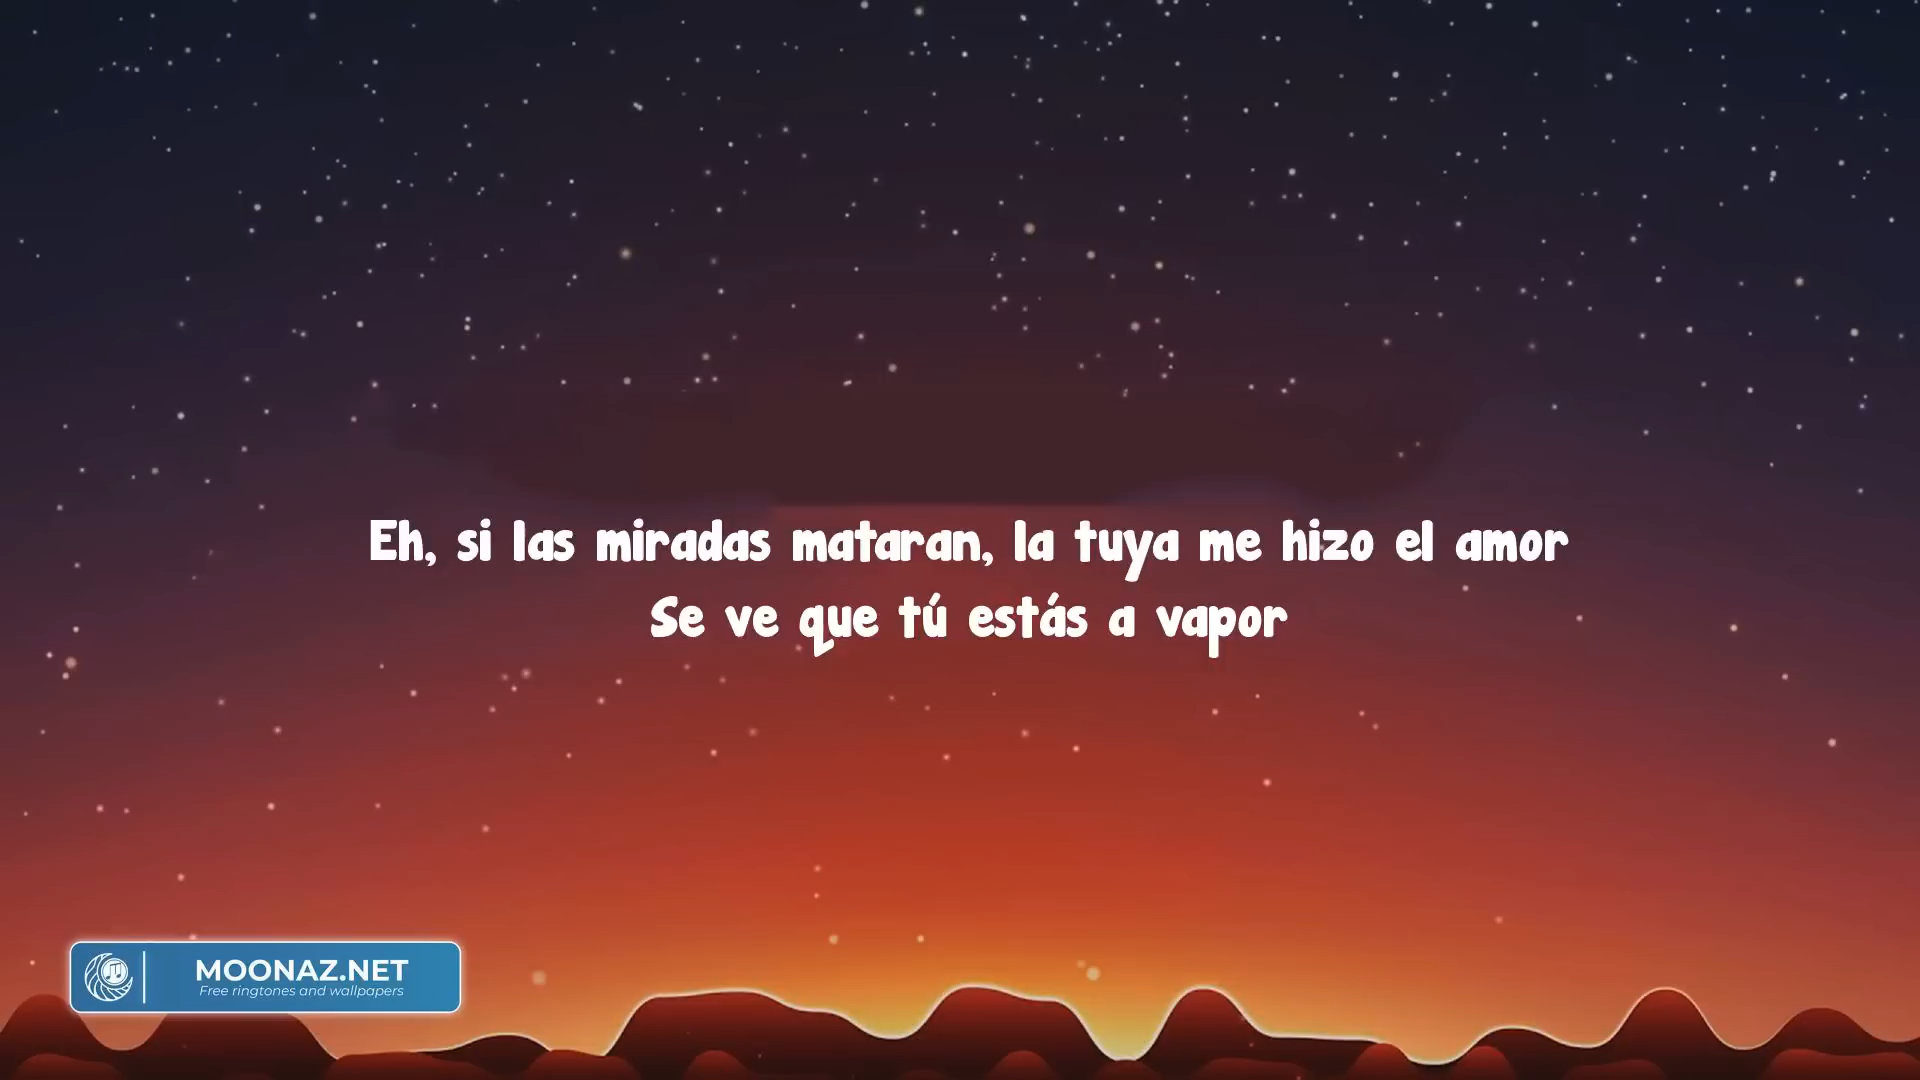 Eh, si las miradas mataran, la tuya me hizo el amor
Se ve que tú estás a vapor
MOONAZ.NET
Free ringtones and wallpapers